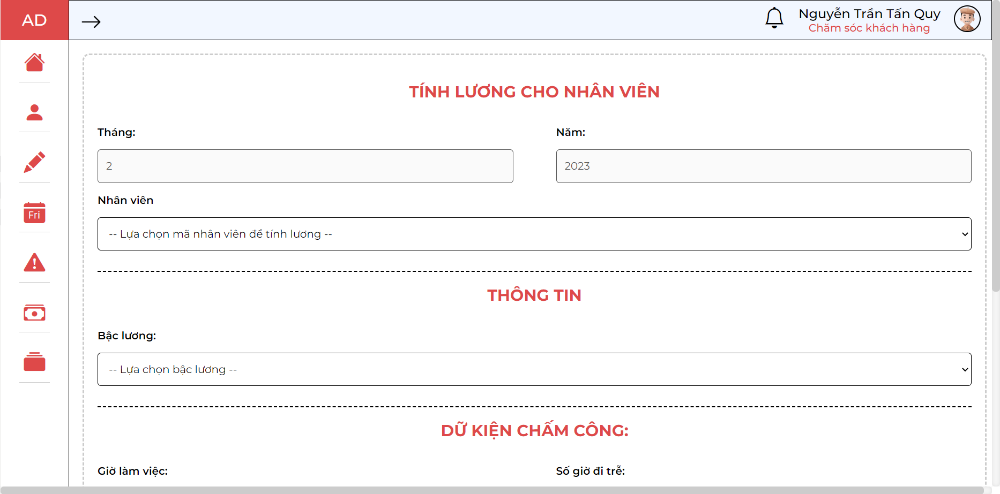 AD
Nguyễn Trần Tấn Quy
Chăm sóc khách hàng
Fri
TÍNH LƯƠNG CHO NHÂN VIÊN
Tháng: Năm:
2 2023
Nhân viên
-- Lựa chọn mã nhân viên để tính lương --
THÔNG TIN
Bậc lương:
-- Lựa chọn bậc lương --
DỮ KIỆN CHẤM CÔNG:
Giờ làm việc: Số giờ đi trễ: